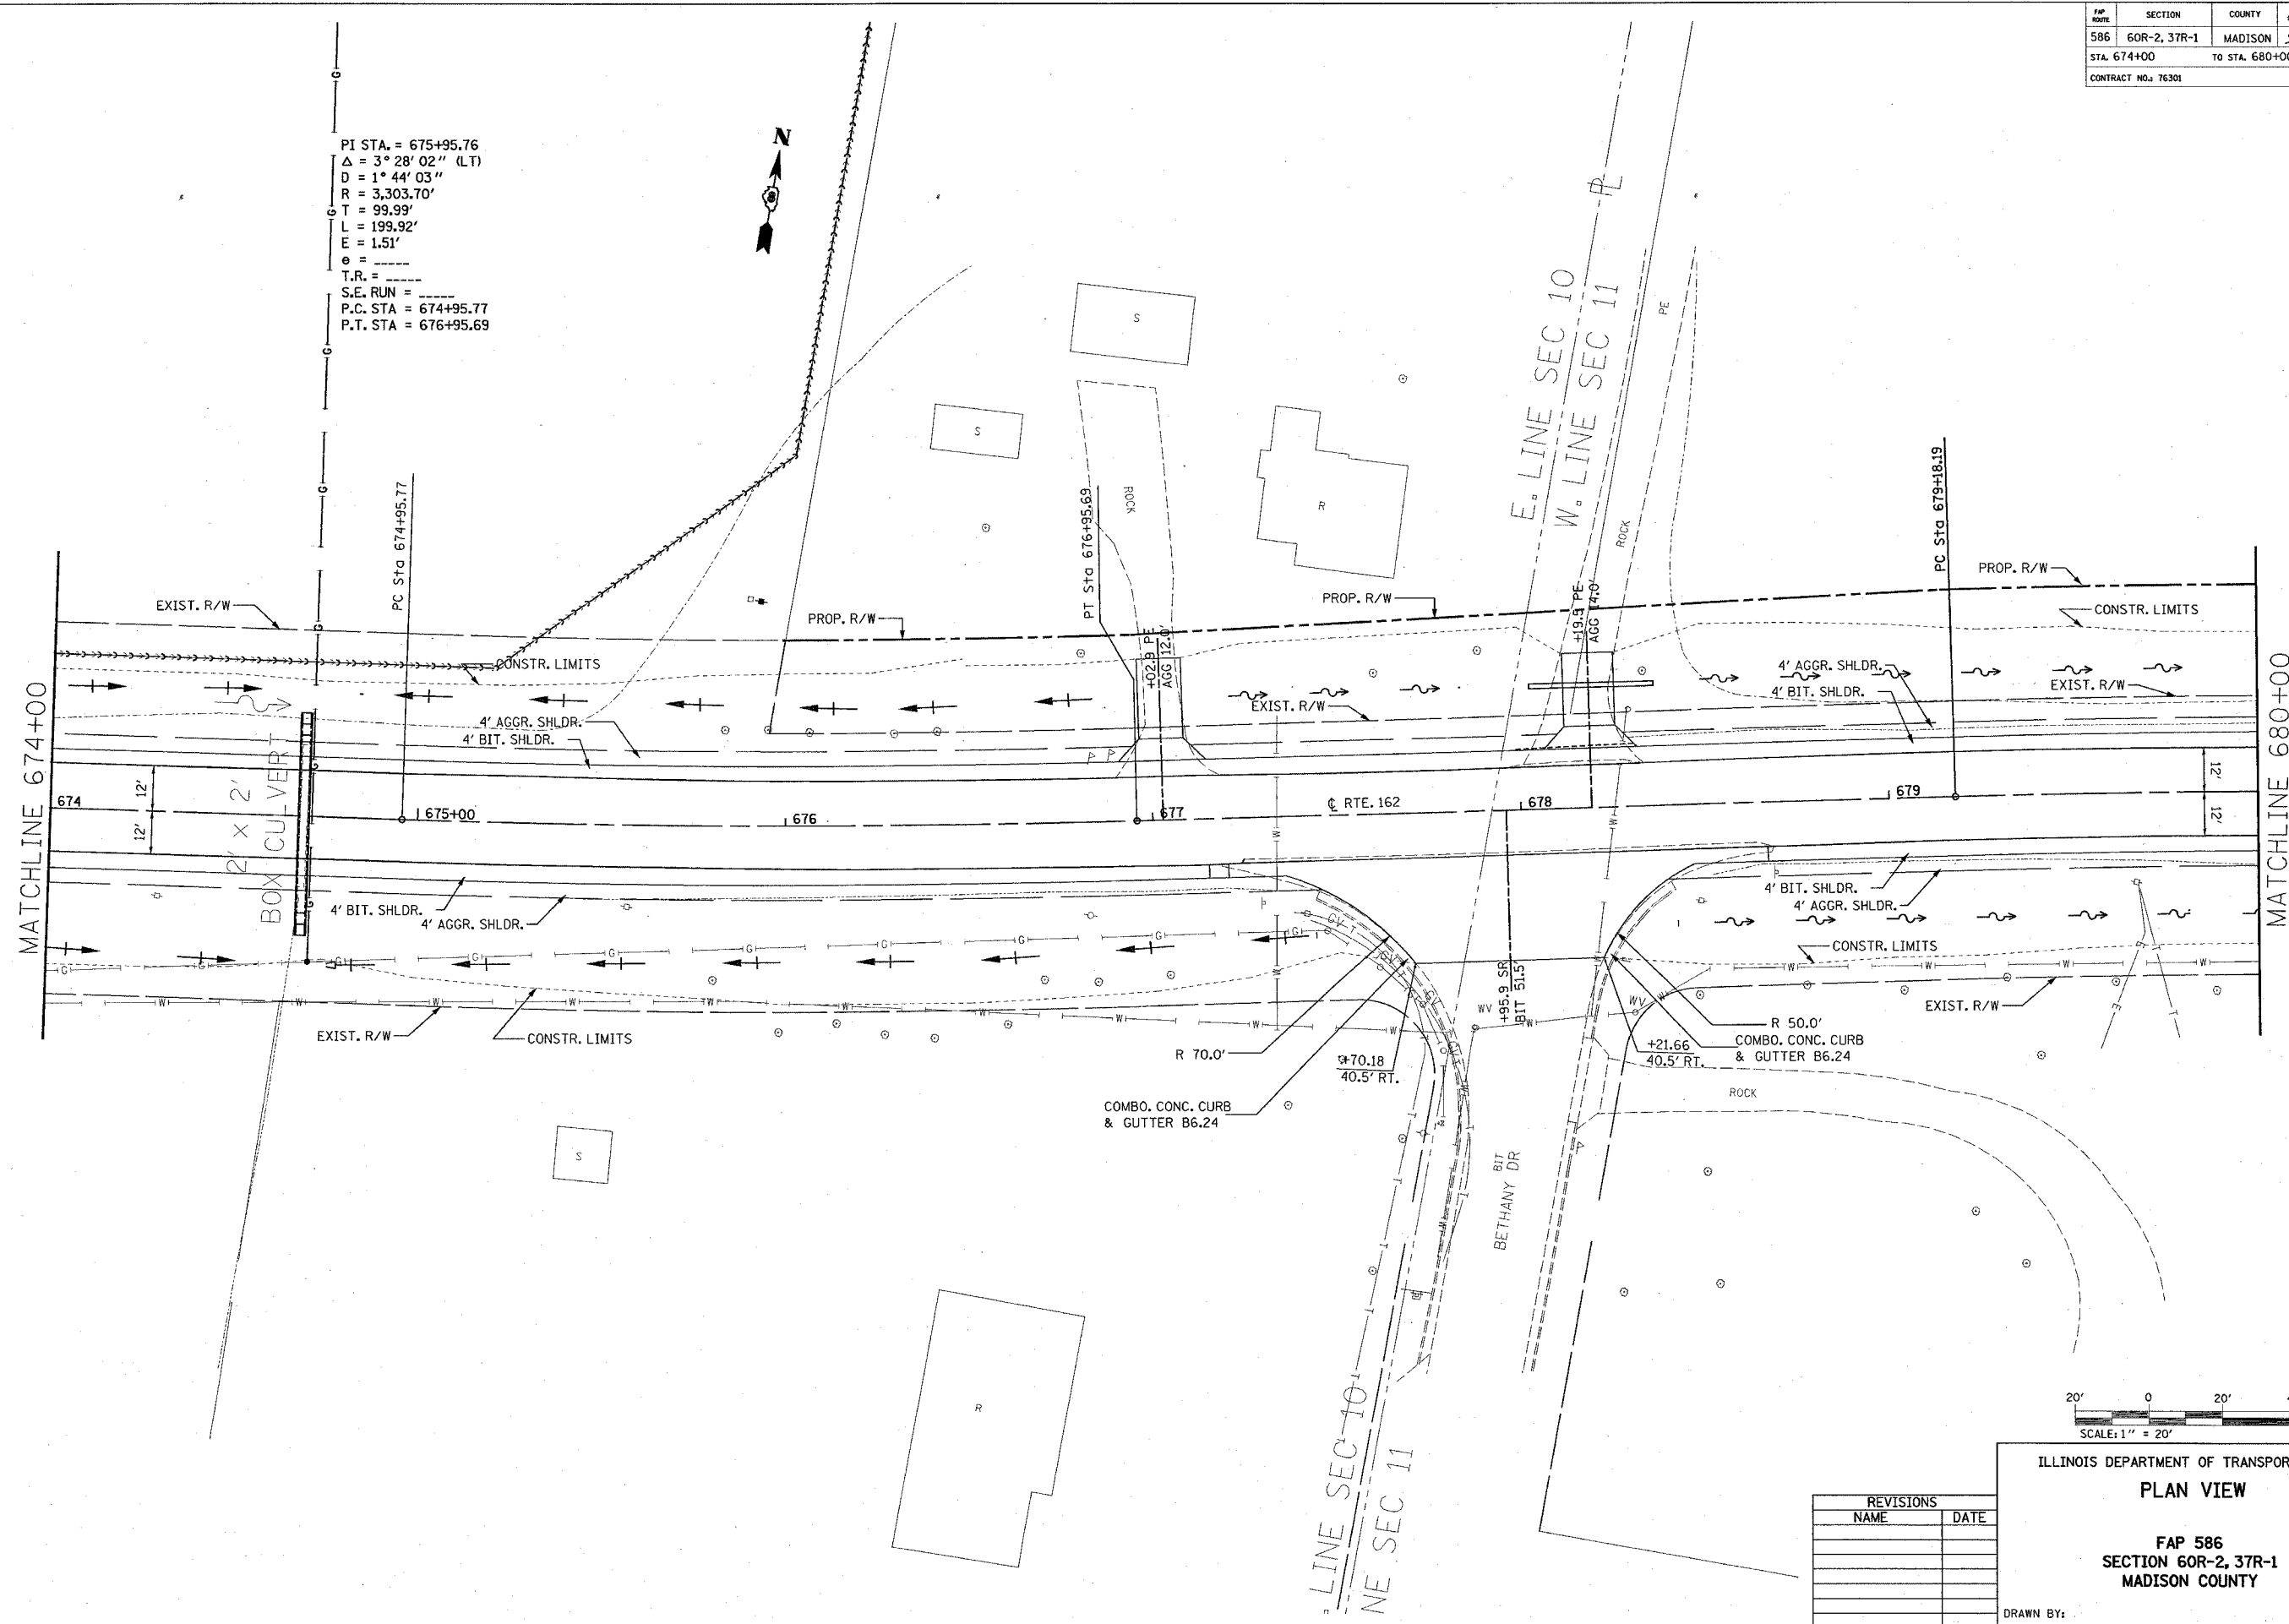 FAP ROUTE SECTION COUNTY
586 60R-2, 37R-1 MADISON
STA. 674+00 TO STA. 680+00
CONTRACT NO.: 76301
PI STA. = 675+95.76
Δ = 3° 28' 02" (LT)
D = 1° 44' 03"
R = 3,303.70'
T = 99.99'
L = 199.92'
E = 1.51'
e = _____
T.R. = _____
S.E. RUN = _____
P.C. STA = 674+95.77
P.T. STA = 676+95.69
N
S
S
R
ROCK
E. LINE SEC 10
W. LINE SEC 11
PL
PE
ROCK
PC Sta 674+95.77
PT Sta 676+95.69
PC Sta 679+18.19
EXIST. R/W
PROP. R/W
PROP. R/W
PROP. R/W
CONSTR. LIMITS
CONSTR. LIMITS
+02.9 PE
AGG 12.0'
+19.9 PE
AGG 14.0'
4' AGGR. SHLDR.
4' BIT. SHLDR.
EXIST. R/W
4' AGGR. SHLDR.
4' BIT. SHLDR.
EXIST. R/W
MATCHLINE 674+00
MATCHLINE 680+00
2' X 2'
BOX CULVERT
12'
12'
12'
12'
674
675+00
676
677
℄ RTE. 162
678
679
4' BIT. SHLDR.
4' AGGR. SHLDR.
4' BIT. SHLDR.
4' AGGR. SHLDR.
CONSTR. LIMITS
EXIST. R/W
EXIST. R/W
CONSTR. LIMITS
+95.9 SR
BIT 51.5'
WV
WV
R 70.0'
+70.18
40.5' RT.
COMBO. CONC. CURB
& GUTTER B6.24
+21.66
40.5' RT.
R 50.0'
COMBO. CONC. CURB
& GUTTER B6.24
ROCK
S
R
BIT
BETHANY DR
LINE SEC 10
NE SEC 11
20' 0 20'
SCALE: 1" = 20'
REVISIONS
NAME DATE
ILLINOIS DEPARTMENT OF TRANSPOR
PLAN VIEW
FAP 586
SECTION 60R-2, 37R-1
MADISON COUNTY
DRAWN BY: